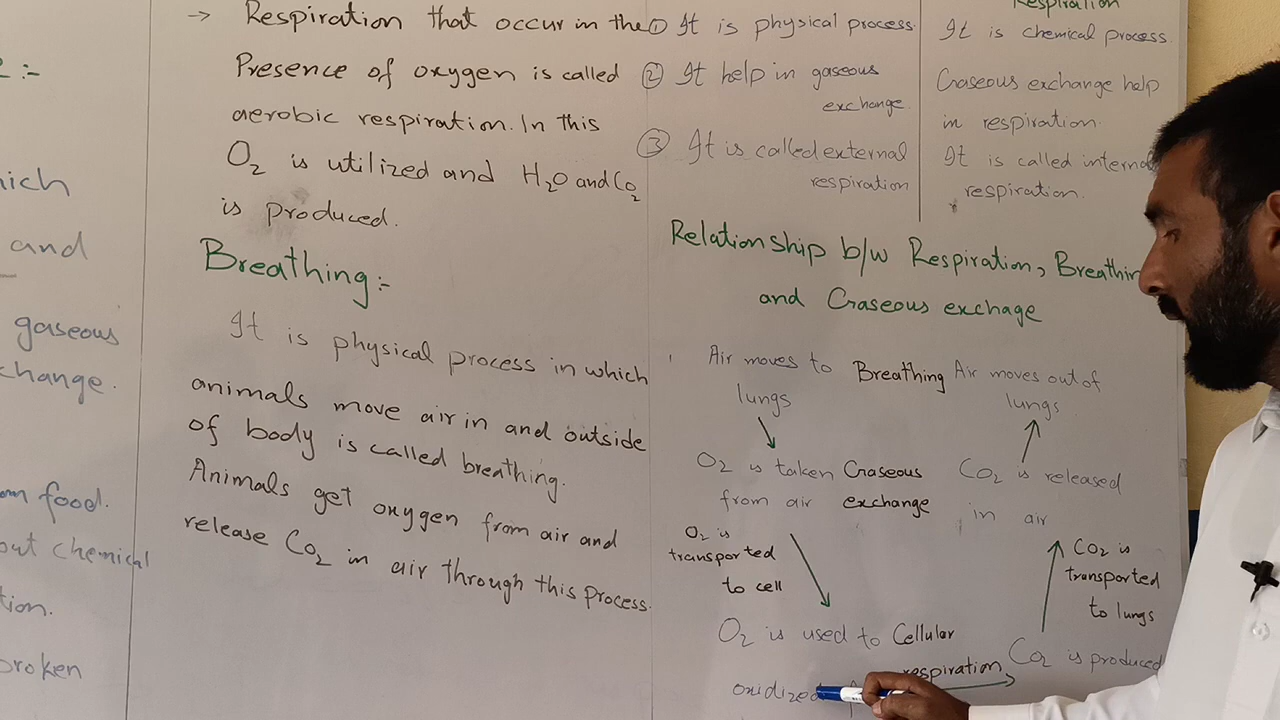 :-
and
gaseous
change.
food.
out chemical
broken
→ Respiration that occur in the
Presence of oxygen is called
aerobic respiration. In this
O2 is utilized and H2O and CO2
is produced.
Breathing:-
It is physical process in which
animals move air in and outside
of body is called breathing.
Animals get oxygen from air and
release CO2 in air through this process.
① It is physical process.
② It help in gaseous
exchange.
③ It is called external
respiration
Respiration
It is chemical process.
Gaseous exchange help
in respiration.
It is called internal
respiration.
Relationship b/w Respiration, Breathin
and Gaseous exchage
Air moves to Breathing Air moves out of
lungs lungs
O2 is taken Gaseous CO2 is released
from air exchange in air
O2 is
transported
to cell
CO2 is
transported
to lungs
O2 is used to Cellular CO2 is produced
oxidized respiration